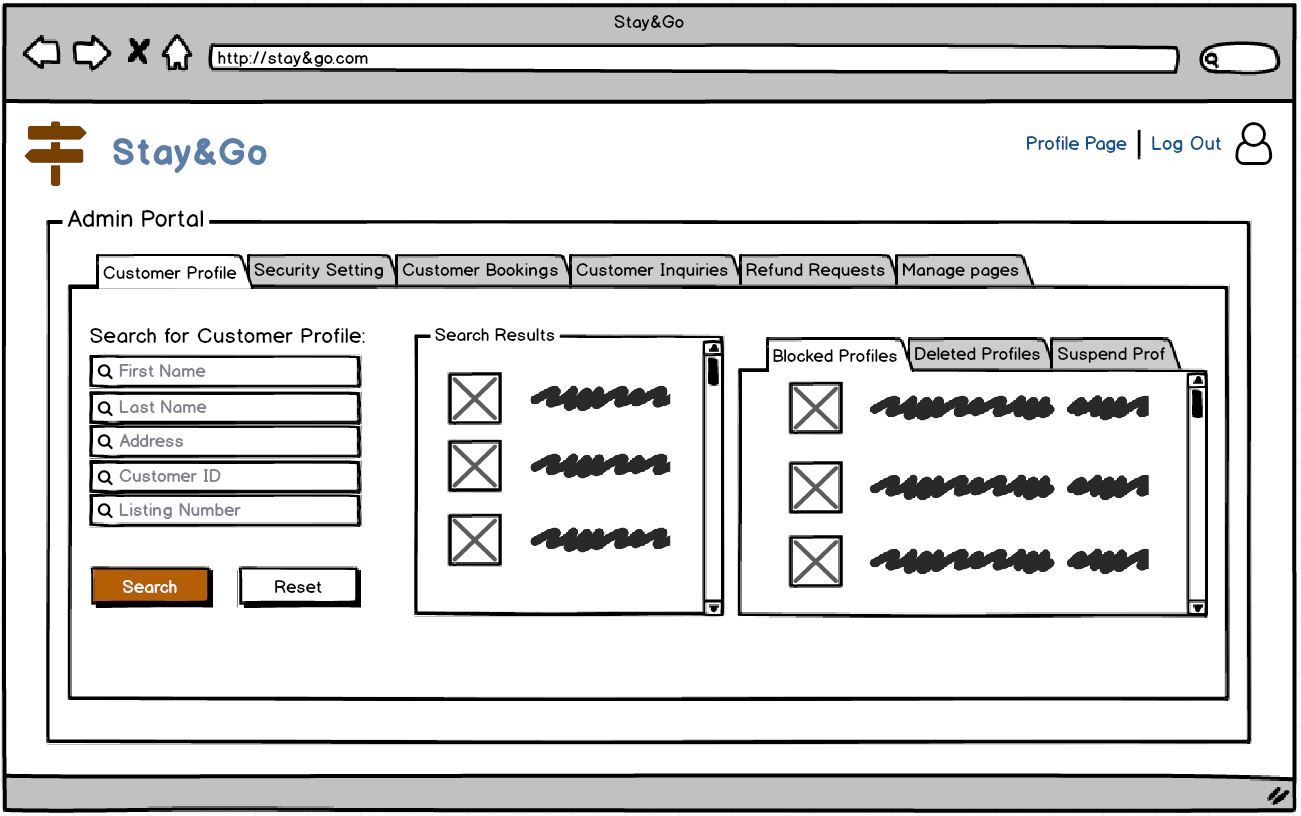 Stay&Go
http://stay&go.com
Stay&Go
Profile Page
Log Out
Admin Portal
Customer Profile
Security Setting
Customer Bookings
Customer Inquiries
Refund Requests
Manage pages
Search for Customer Profile:
First Name
Last Name
Address
Customer ID
Listing Number
Search
Reset
Search Results
Blocked Profiles
Deleted Profiles
Suspend Prof